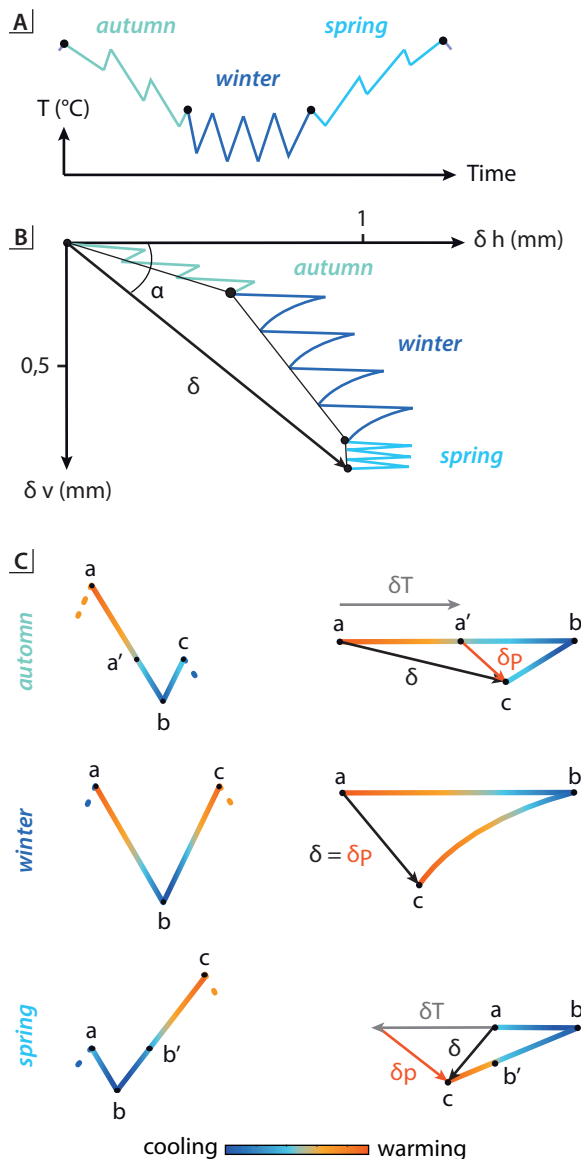 A
autumn
spring
winter
T (°C)
Time
B
1
δ h (mm)
autumn
α
winter
0,5
δ
spring
δ v (mm)
C
a
δT
a
a'
b
automn
a'
c
δ
δP
b
c
a
c
a
b
winter
δ = δP
b
c
c
spring
a
δT
a
b
b'
δ
δp
b'
b
c
cooling
warming